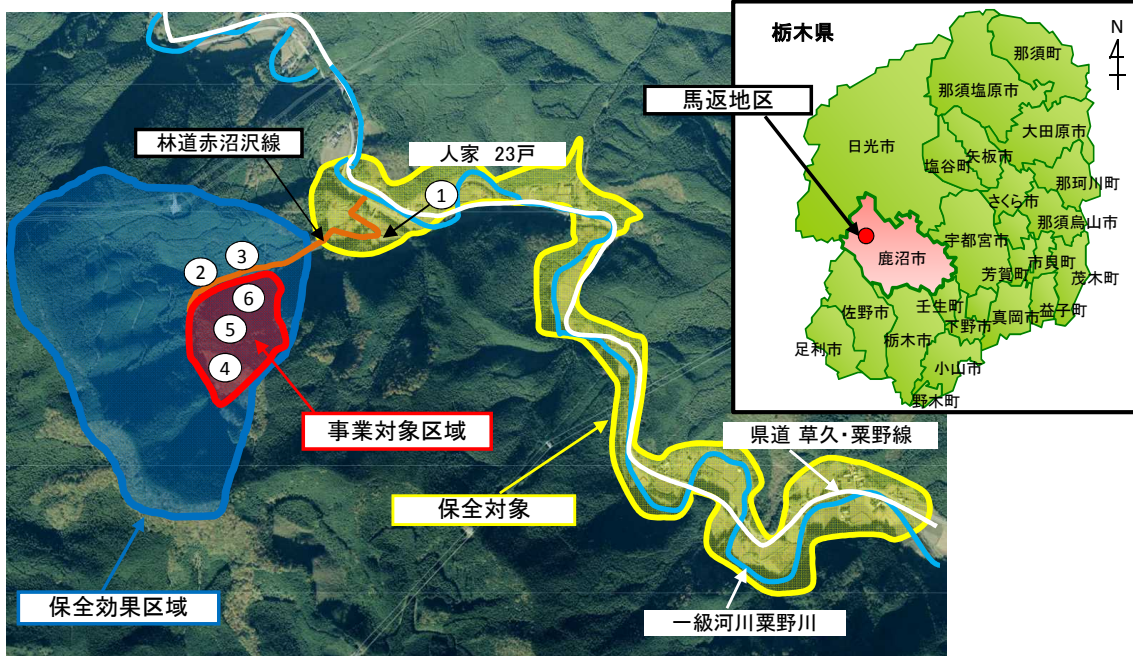 林道赤沼沢線
人家 23戸
①
②
③
⑥
⑤
④
事業対象区域
保全対象
県道 草久・粟野線
保全効果区域
一級河川粟野川
栃木県
N
馬返地区
那須町
那須塩原市
大田原市
日光市
塩谷町
矢板市
那珂川町
さくら市
那須烏山市
宇都宮市
鹿沼市
市貝町
芳賀町
茂木町
佐野市
壬生町
益子町
真岡市
下野市
栃木市
足利市
小山市
野木町